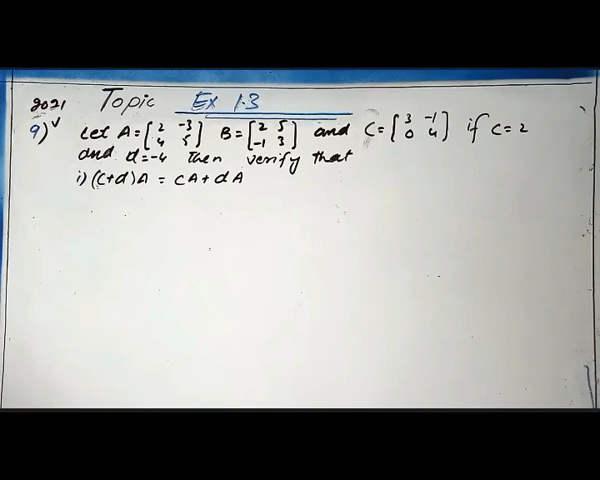 2021 Topic Ex 1.3
9)✓ Let A = [2 -3 4 5] B = [2 5 -1 3] and C = [3 -1 0 4] if C = 2
and d = -4 then verify that
i) (c+d)A = cA + dA